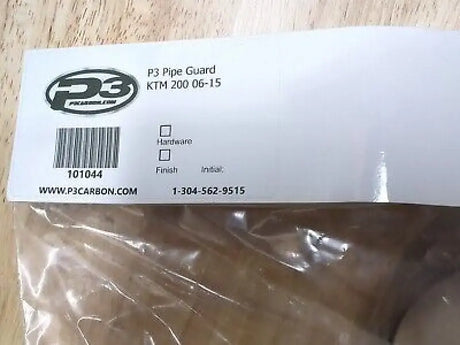 P3
P3CARBON.COM
P3 Pipe Guard
KTM 200 06-15
101044
Hardware
Finish Initial:
WWW.P3CARBON.COM 1-304-562-9515